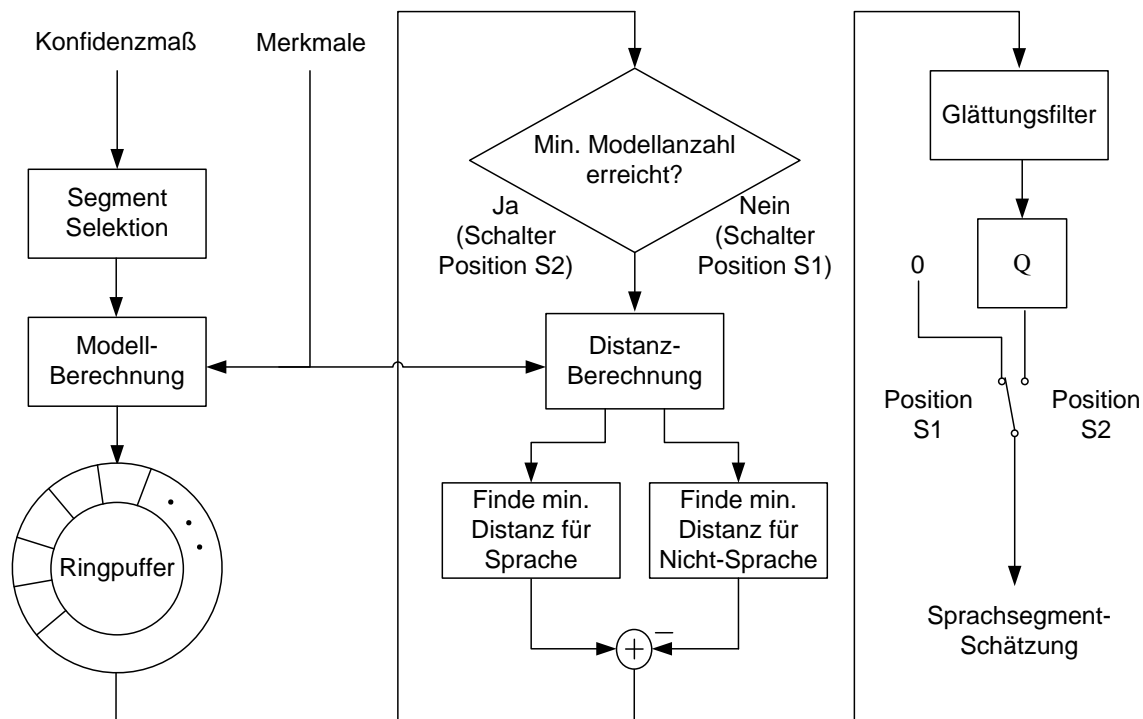 Konfidenzmaß
Merkmale
Segment
Selektion
Modell-
Berechnung
Ringpuffer
Min. Modellanzahl
erreicht?
Ja
(Schalter
Position S2)
Nein
(Schalter
Position S1)
Distanz-
Berechnung
Finde min.
Distanz für
Sprache
Finde min.
Distanz für
Nicht-Sprache
+
–
Glättungsfilter
Q
0
Position
S1
Position
S2
Sprachsegment-
Schätzung